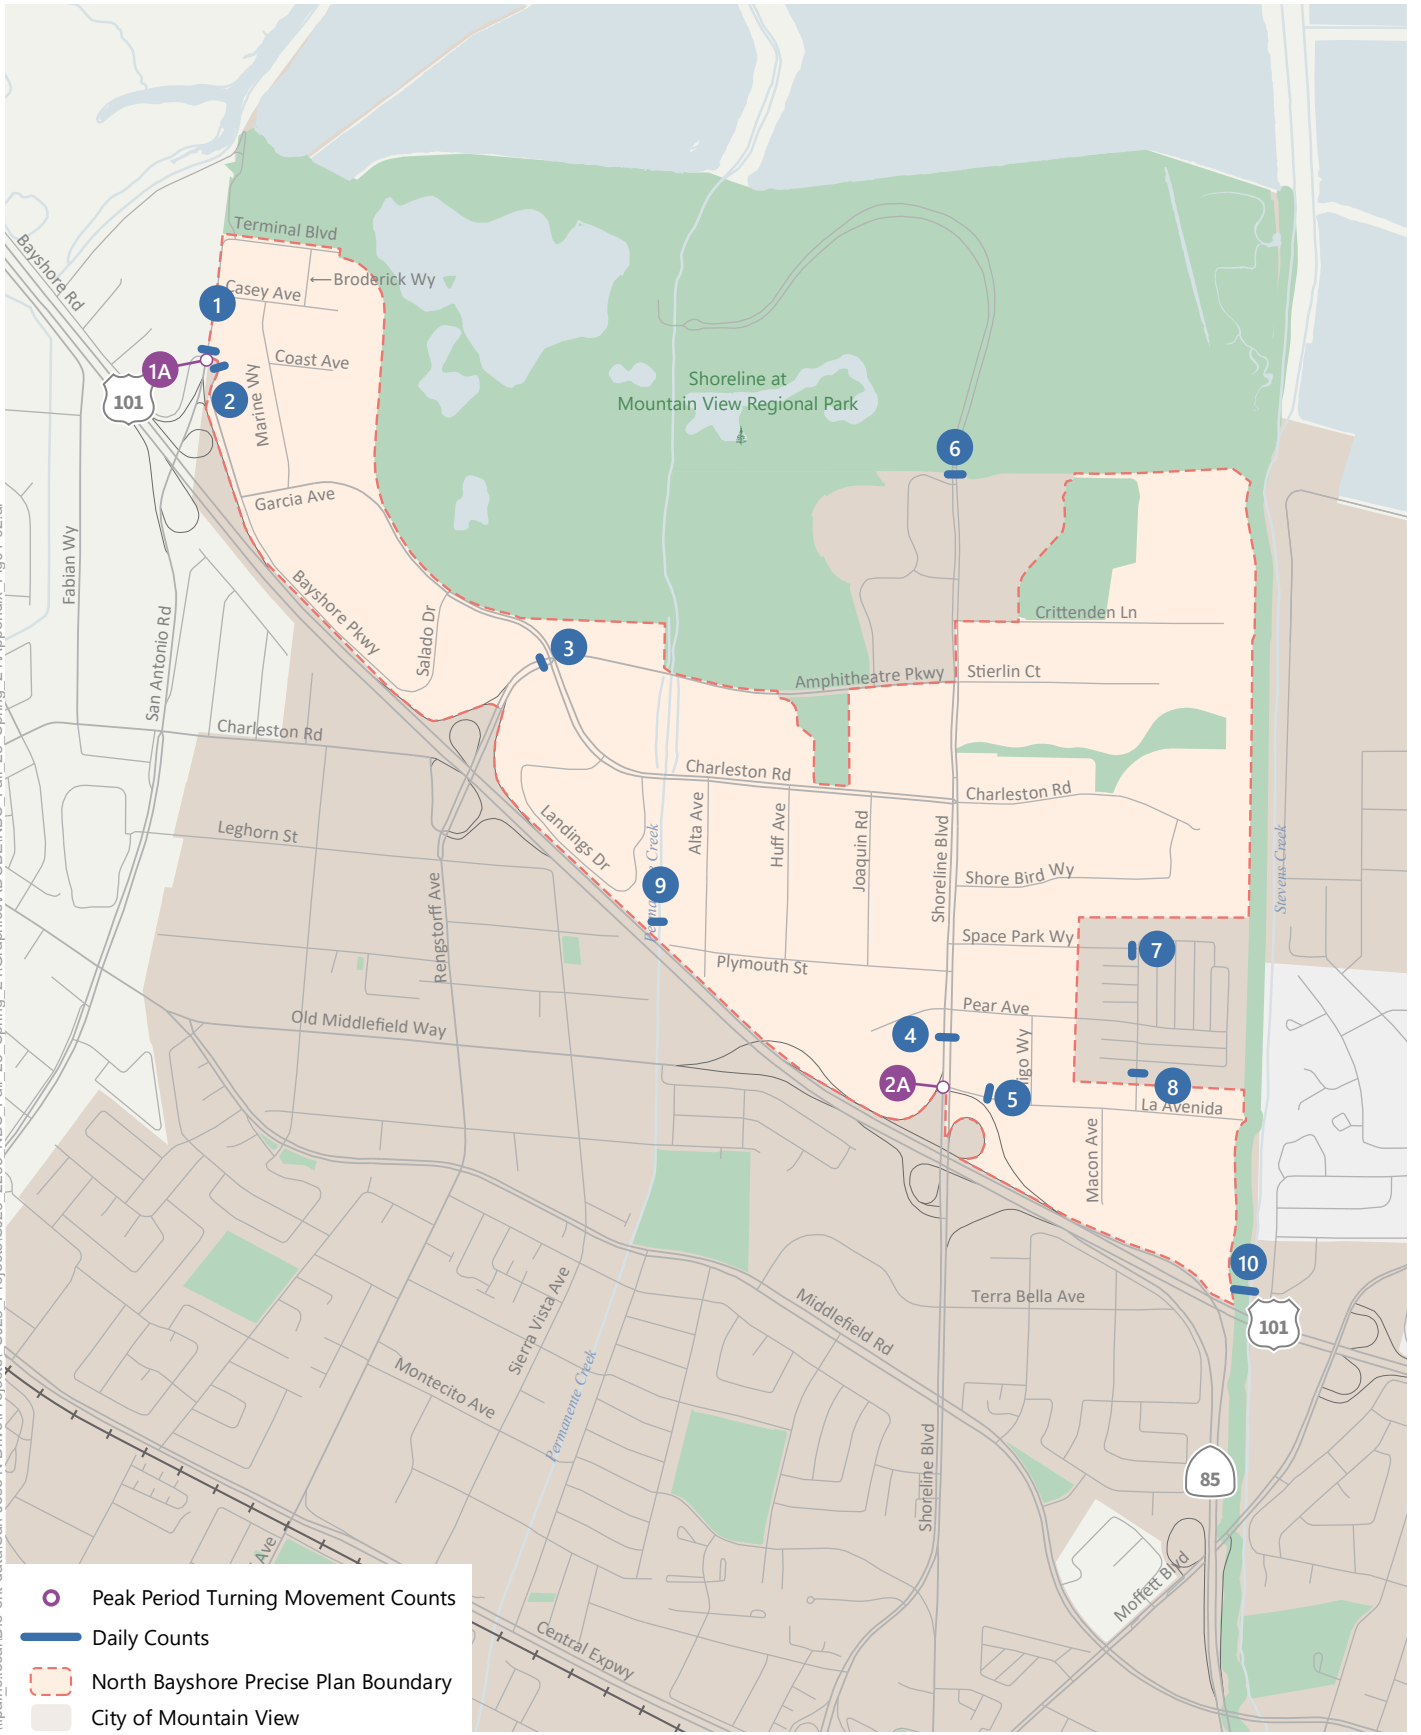 Terminal Blvd
Bayshore Rd
Broderick Wy
Casey Ave
1
Coast Ave
1A
101
2
Marine Wy
Shoreline at
Mountain View Regional Park
6
Garcia Ave
Fabian Wy
Bayshore Pkwy
San Antonio Rd
Salado Dr
3
Crittenden Ln
Amphitheatre Pkwy
Stierlin Ct
Charleston Rd
Charleston Rd
Charleston Rd
Leghorn St
Landings Dr
Alta Ave
Huff Ave
Joaquin Rd
Shoreline Blvd
Shore Bird Wy
Stevens Creek
9
Creek
Rengstorff Ave
Space Park Wy
7
Plymouth St
Pear Ave
Old Middlefield Way
4
2A
5
8
La Avenida
Macon Ave
10
101
Terra Bella Ave
Middlefield Rd
Sierra Vista Ave
Montecito Ave
Permanente Creek
Shoreline Blvd
85
Moffett Blvd
Ave
Central Expwy
Peak Period Turning Movement Counts
Daily Counts
North Bayshore Precise Plan Boundary
City of Mountain View